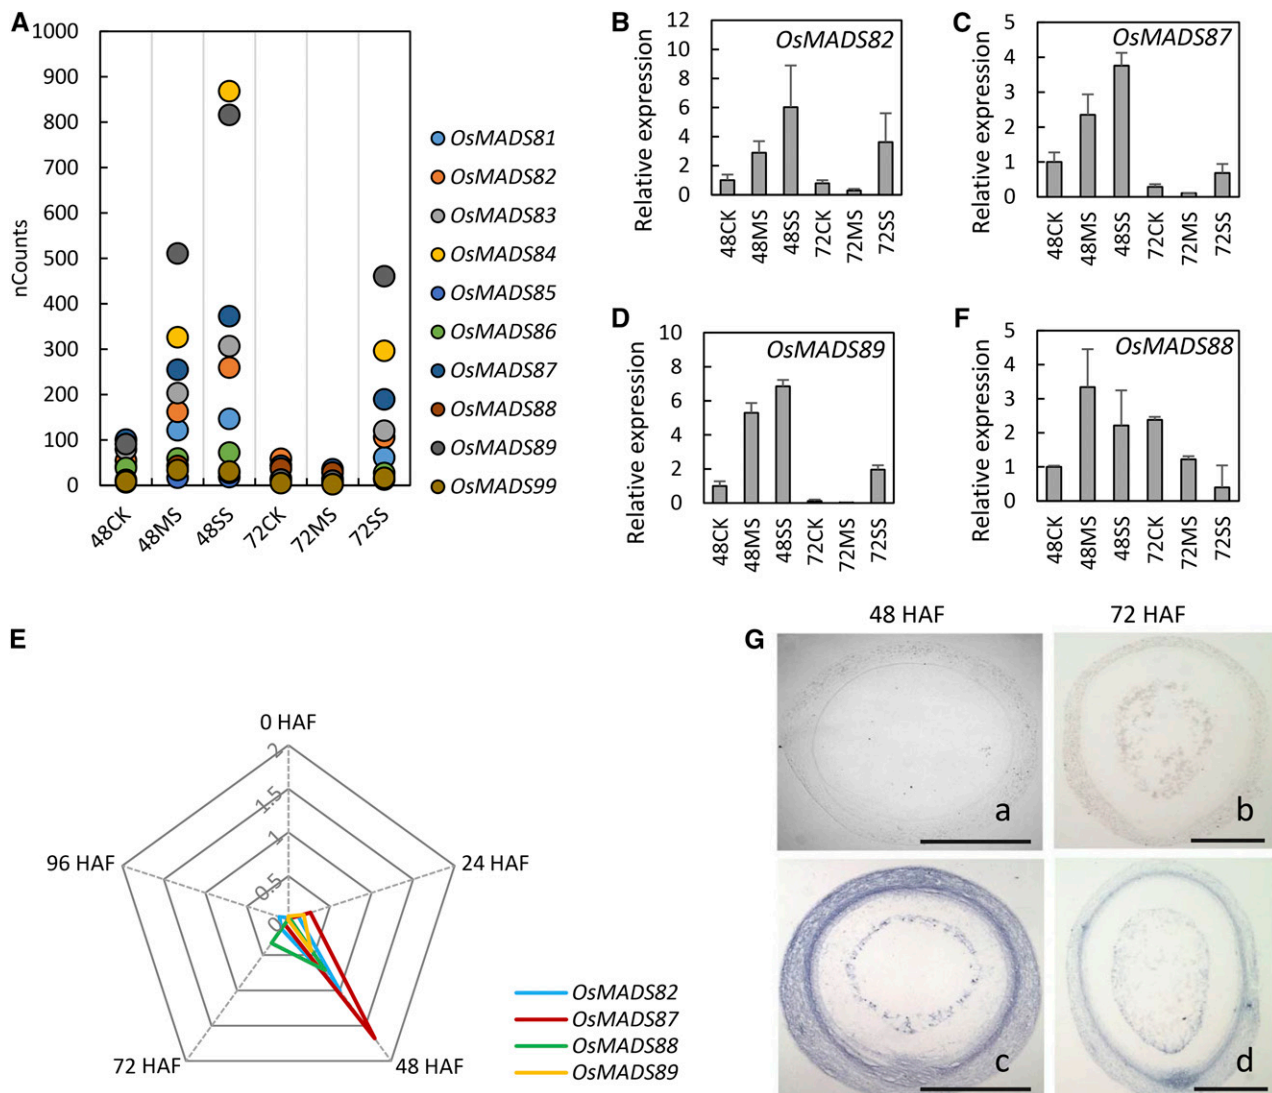 A
1000
900
800
700
600
500
400
300
200
100
0
nCounts
48CK
48MS
48SS
72CK
72MS
72SS
OsMADS81
OsMADS82
OsMADS83
OsMADS84
OsMADS85
OsMADS86
OsMADS87
OsMADS88
OsMADS89
OsMADS99
B
Relative expression
12
10
8
6
4
2
0
OsMADS82
48CK
48MS
48SS
72CK
72MS
72SS
C
Relative expression
5
4
3
2
1
0
OsMADS87
48CK
48MS
48SS
72CK
72MS
72SS
D
Relative expression
10
8
6
4
2
0
OsMADS89
48CK
48MS
48SS
72CK
72MS
72SS
F
Relative expression
5
4
3
2
1
0
OsMADS88
48CK
48MS
48SS
72CK
72MS
72SS
E
0 HAF
24 HAF
48 HAF
72 HAF
96 HAF
2
1.5
1
0.5
0
OsMADS82
OsMADS87
OsMADS88
OsMADS89
G
48 HAF
72 HAF
a
b
c
d